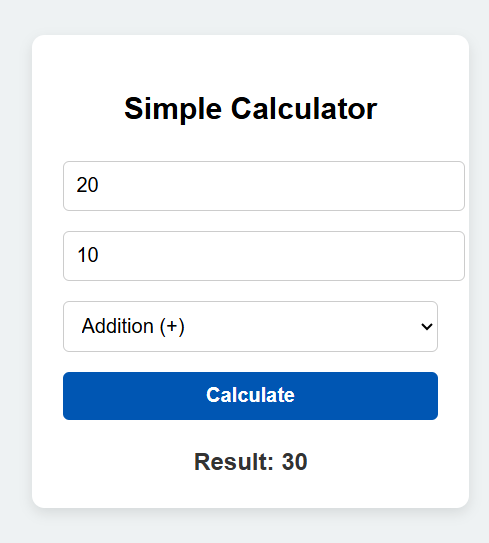 Simple Calculator
20
10
Addition (+)
Calculate
Result: 30